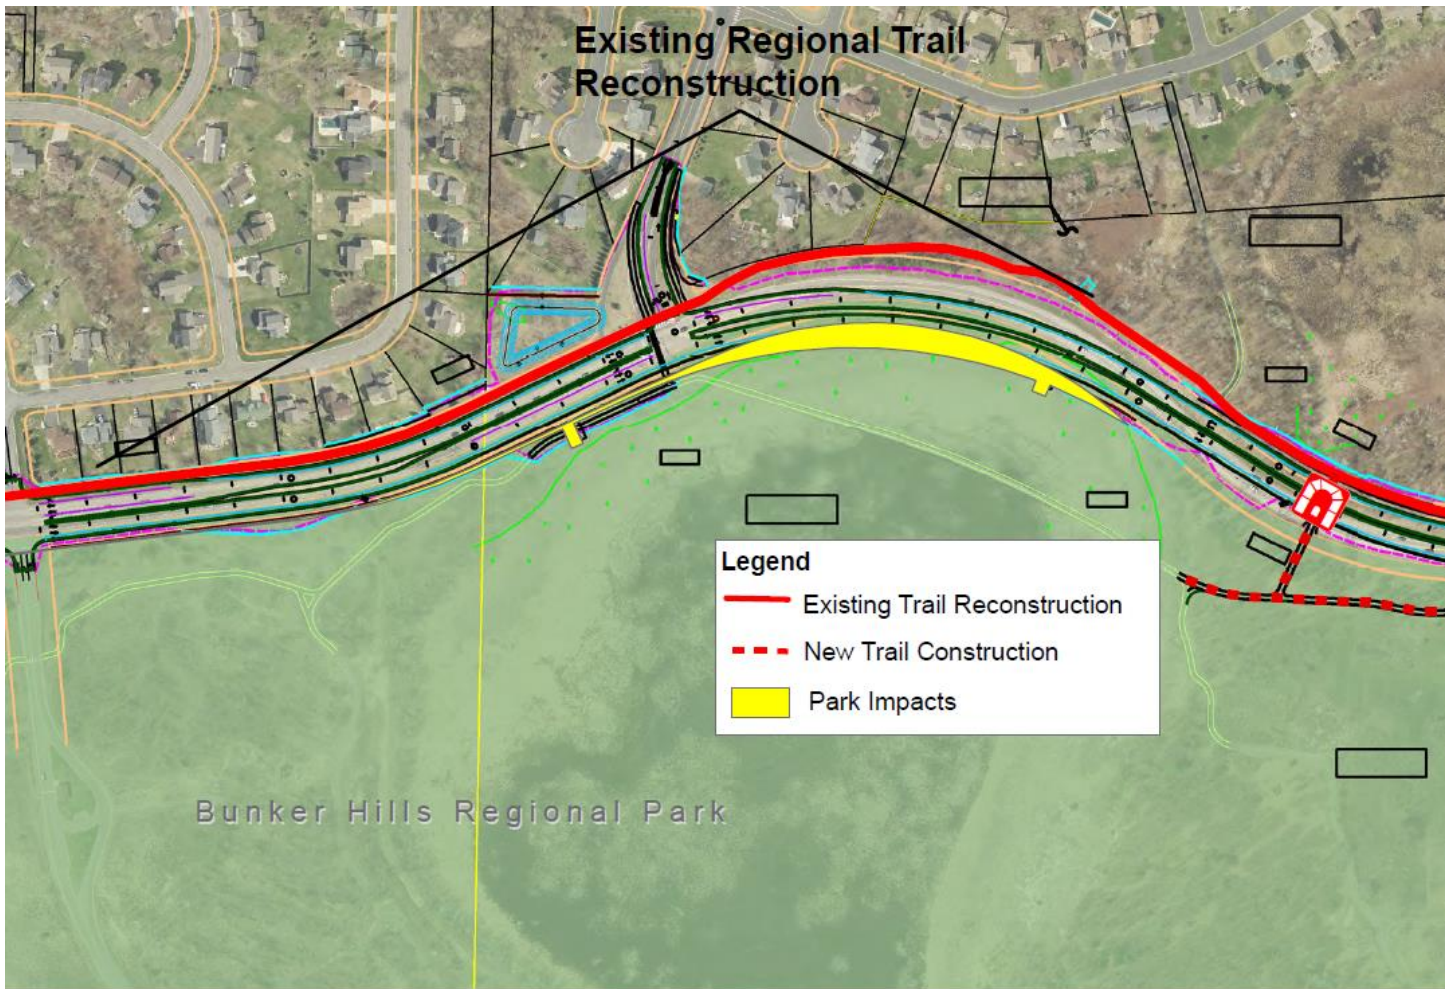 Existing Regional Trail
Reconstruction
Legend
Existing Trail Reconstruction
New Trail Construction
Park Impacts
Bunker Hills Regional Park